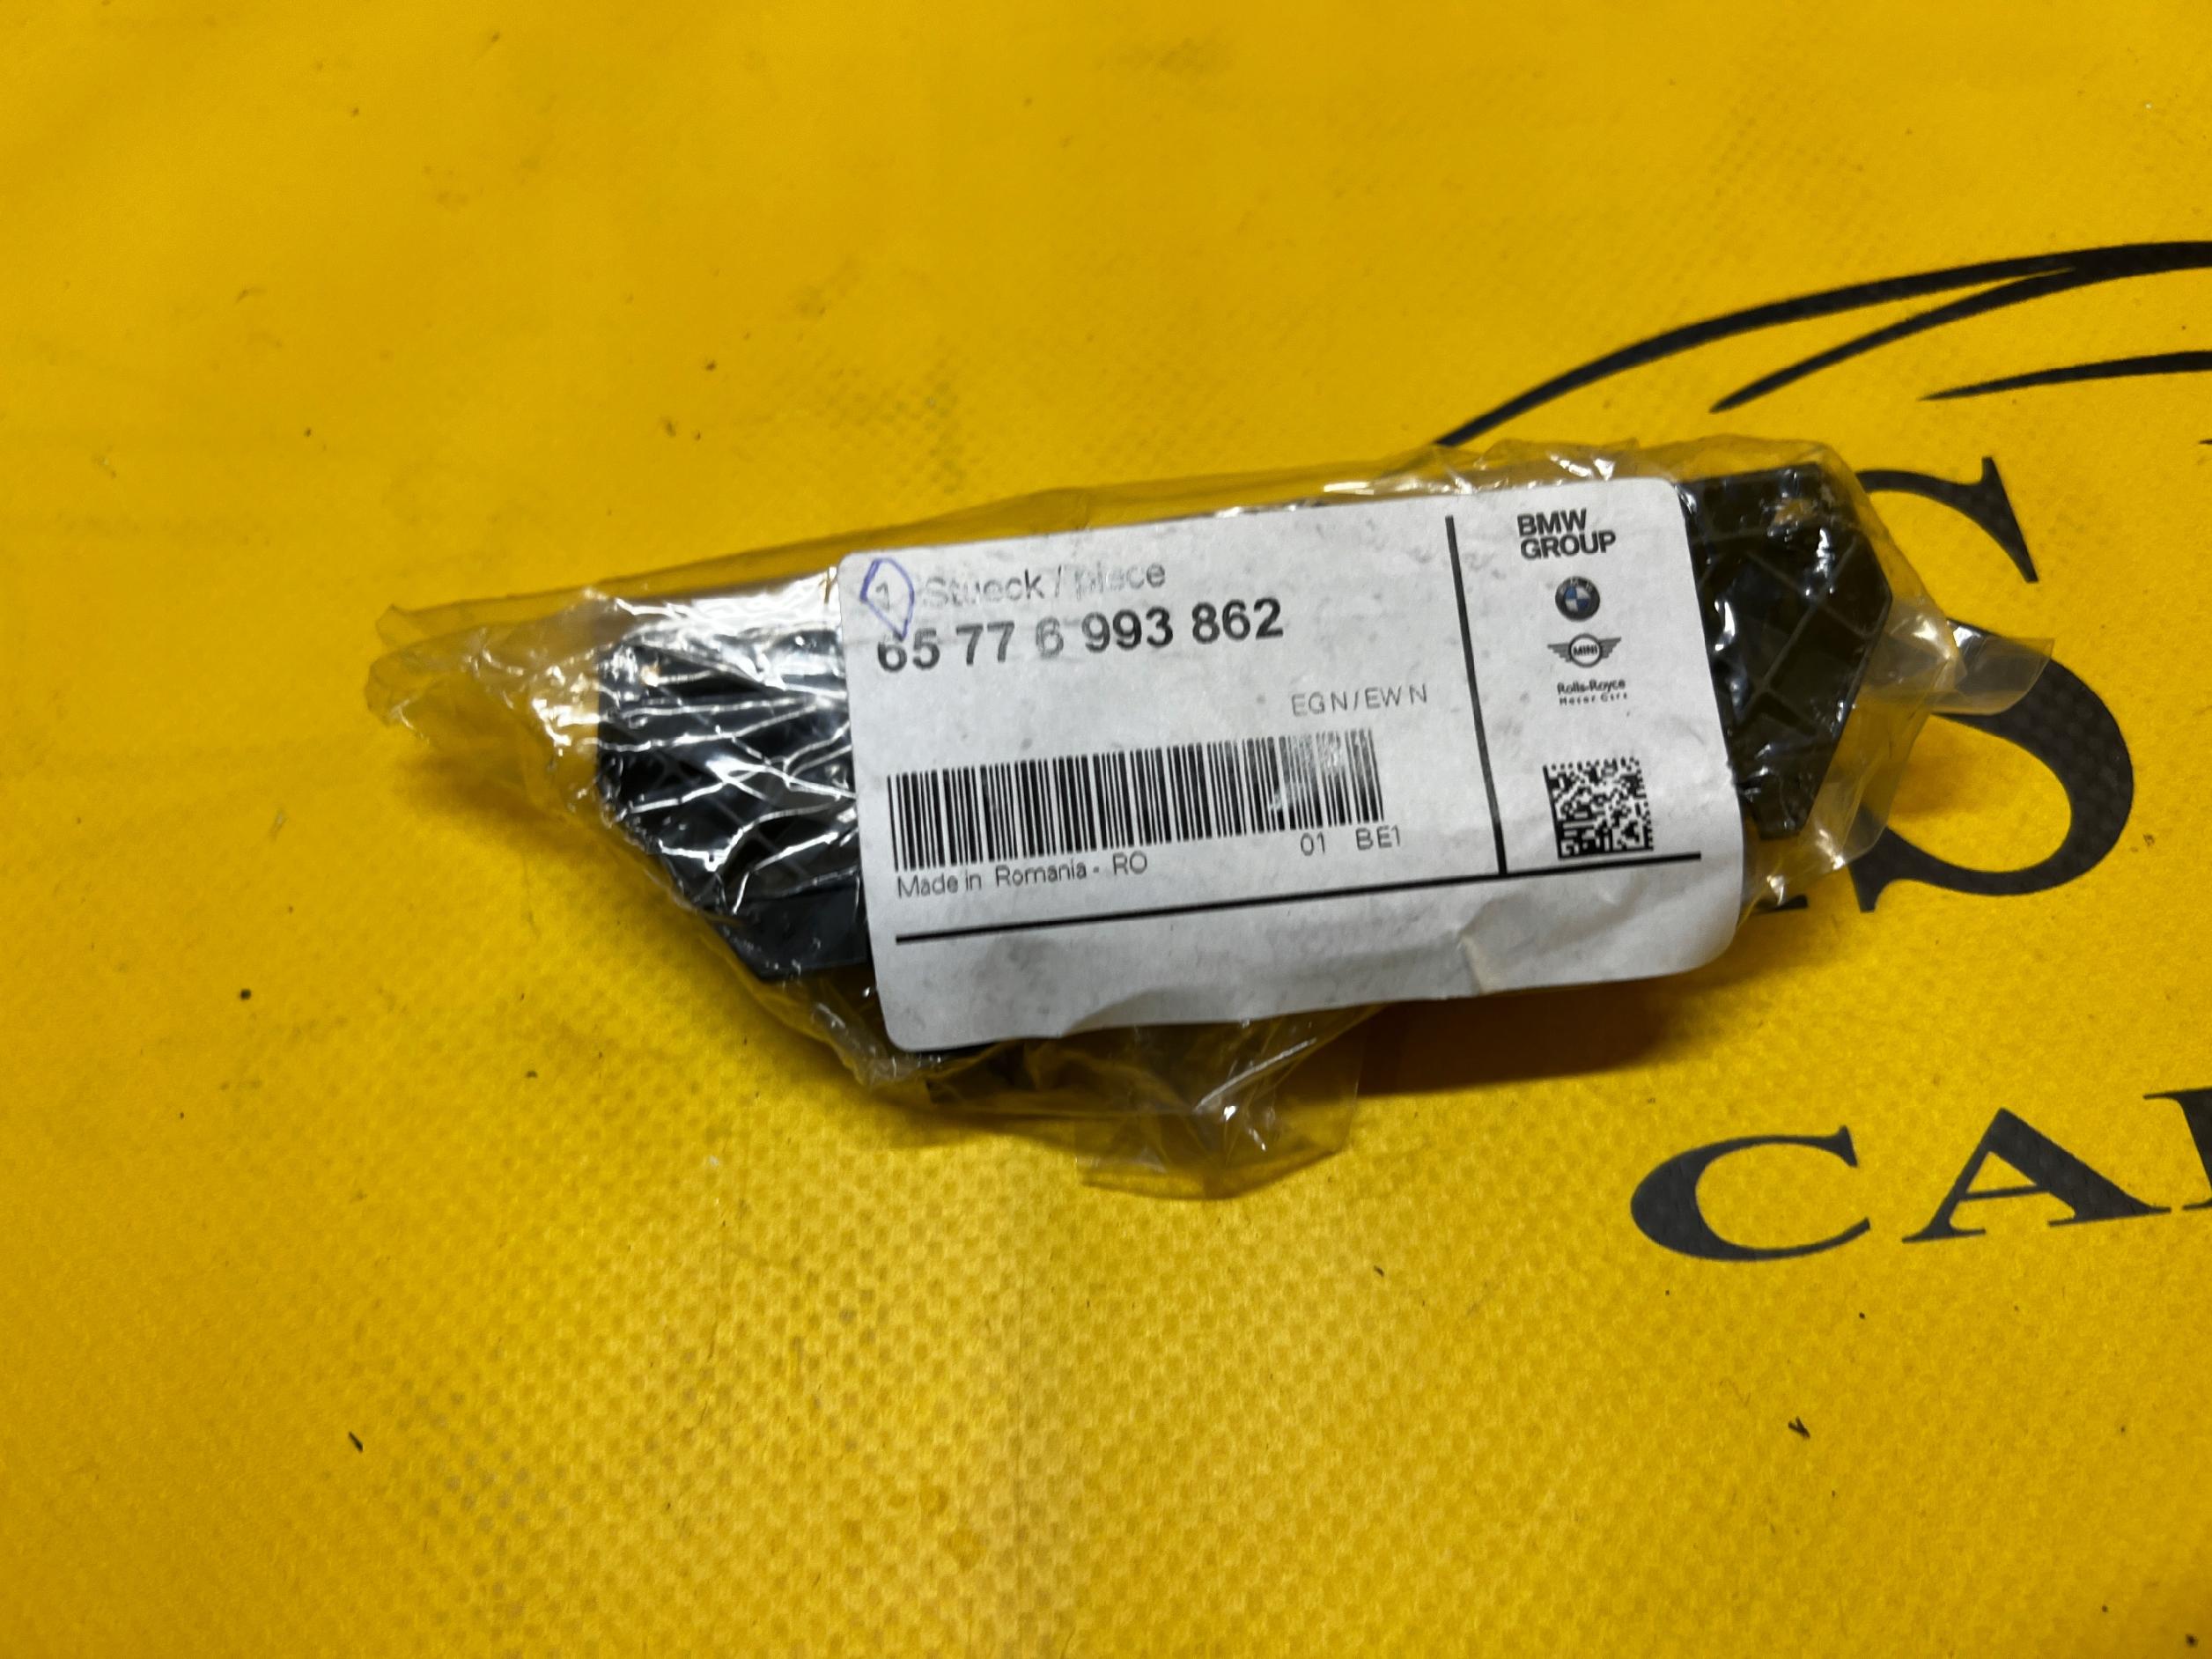 1 Stueck / piece
65 77 6 993 862
EGN/EWN
01 BE1
Made in Romania - RO
BMW
GROUP
MINI
Rolls-Royce
Motor Cars
S
S
CA